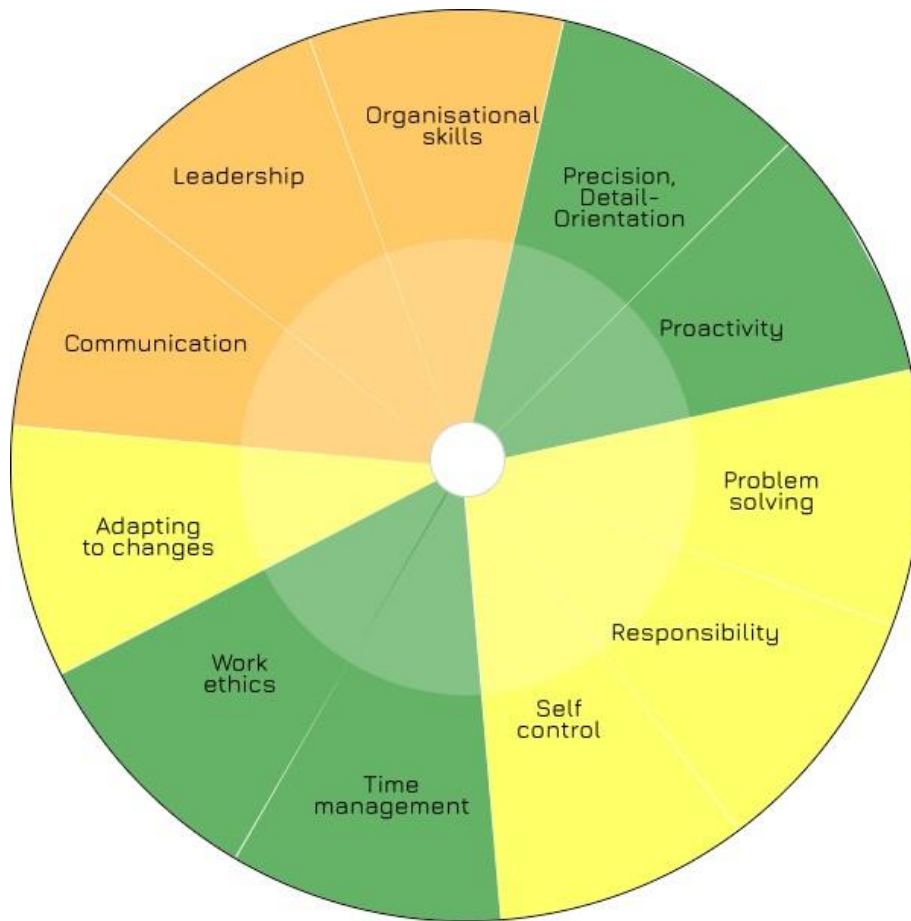 Organisational
skills
Precision,
Detail-
Orientation
Proactivity
Problem
solving
Responsibility
Self
control
Time
management
Work
ethics
Adapting
to changes
Communication
Leadership